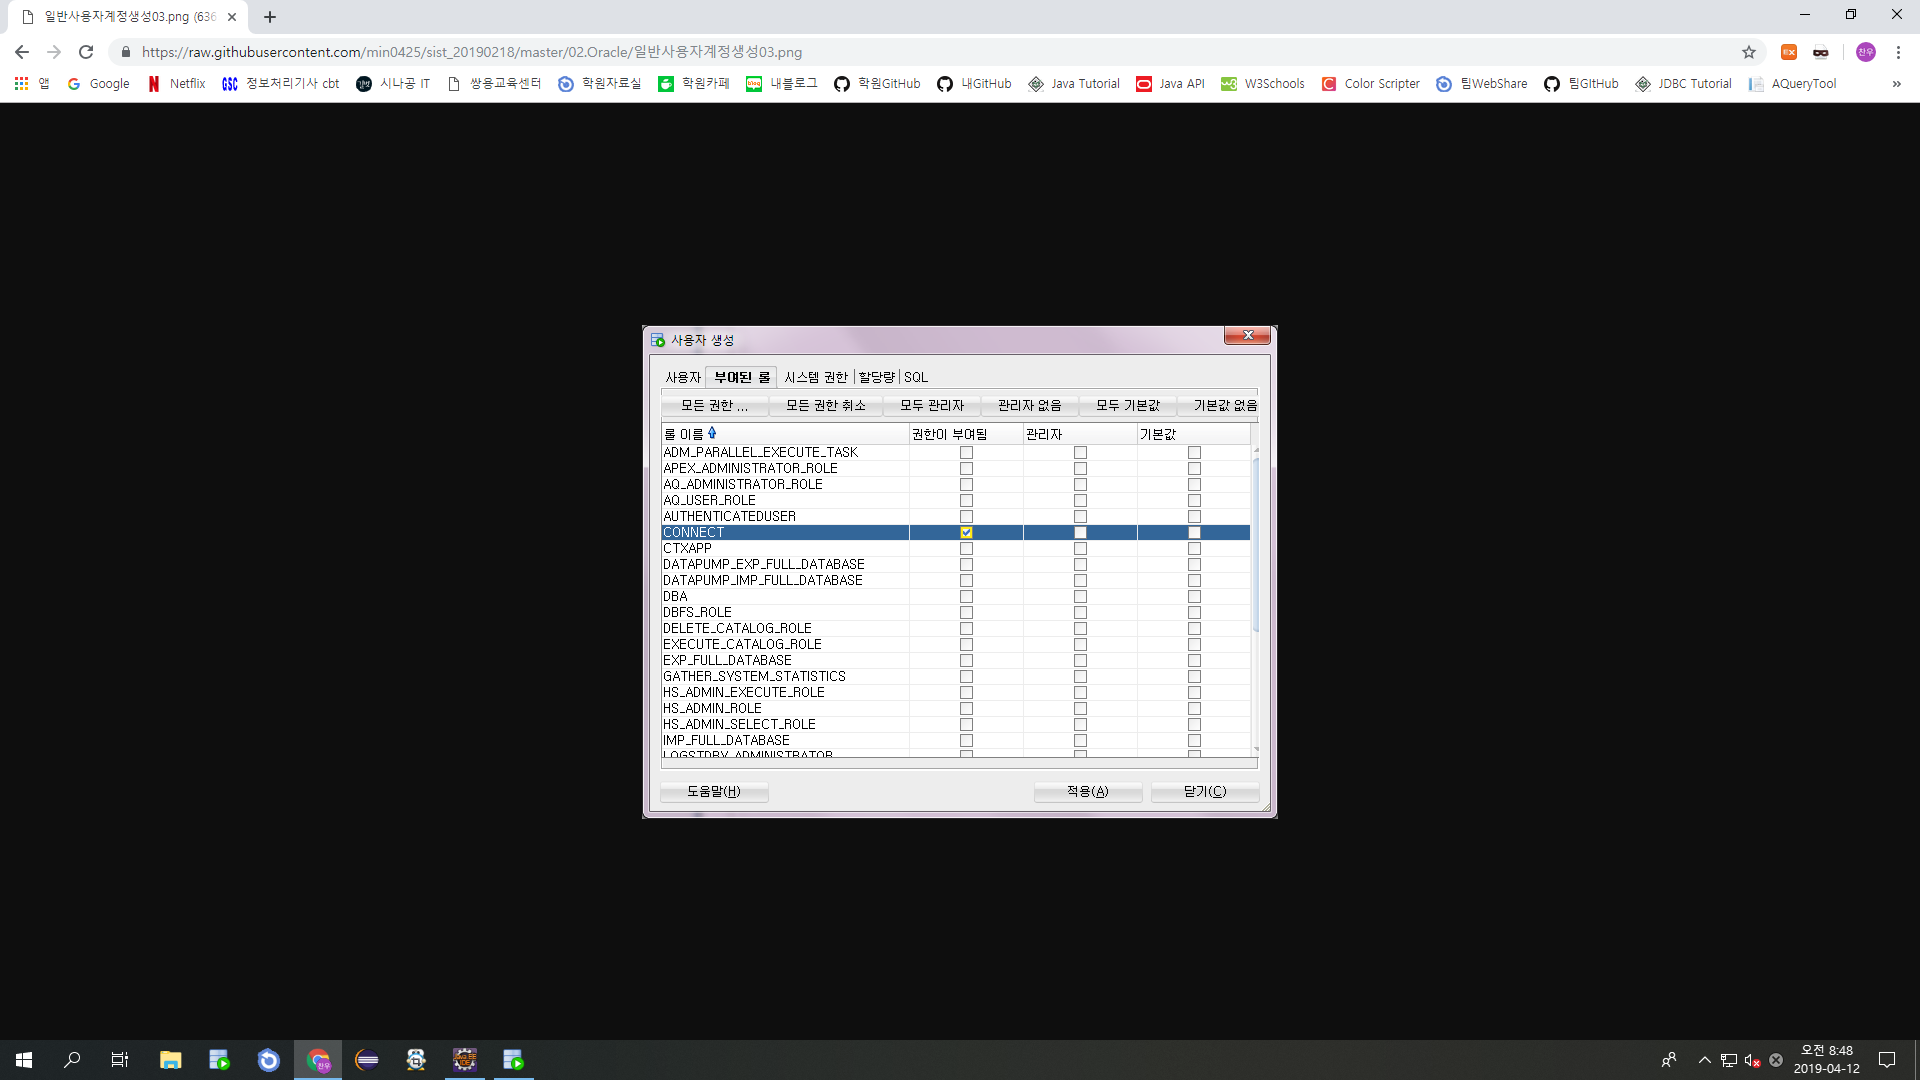 일반사용자계정생성03.png (636
https://raw.githubusercontent.com/min0425/sist_20190218/master/02.Oracle/일반사용자계정생성03.png
찬우
앱 Google Netflix 정보처리기사 cbt 시나공 IT 쌍용교육센터 학원자료실 학원카페 내블로그 학원GitHub 내GitHub Java Tutorial Java API W3Schools Color Scripter 팀WebShare 팀GItHub JDBC Tutorial AQueryTool »
사용자 생성
사용자 부여된 롤 시스템 권한 할당량 SQL
모든 권한 ... 모든 권한 취소 모두 관리자 관리자 없음 모두 기본값 기본값 없음
롤 이름 권한이 부여됨 관리자 기본값
ADM_PARALLEL_EXECUTE_TASK
APEX_ADMINISTRATOR_ROLE
AQ_ADMINISTRATOR_ROLE
AQ_USER_ROLE
AUTHENTICATEDUSER
CONNECT
CTXAPP
DATAPUMP_EXP_FULL_DATABASE
DATAPUMP_IMP_FULL_DATABASE
DBA
DBFS_ROLE
DELETE_CATALOG_ROLE
EXECUTE_CATALOG_ROLE
EXP_FULL_DATABASE
GATHER_SYSTEM_STATISTICS
HS_ADMIN_EXECUTE_ROLE
HS_ADMIN_ROLE
HS_ADMIN_SELECT_ROLE
IMP_FULL_DATABASE
LOGSTDBY_ADMINISTRATOR
도움말(H) 적용(A) 닫기(C)
찬우
오전 8:48
2019-04-12